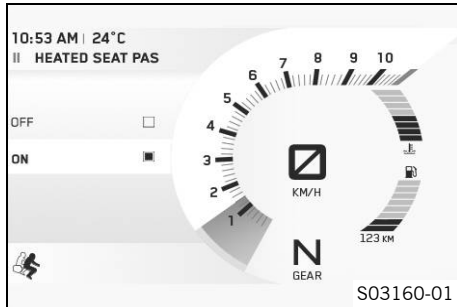 10:53 AM | 24°C
II HEATED SEAT PAS
OFF
ON
1
2
3
4
5
6
7
8
9
10
0
KM/H
N
GEAR
123 KM
S03160-01